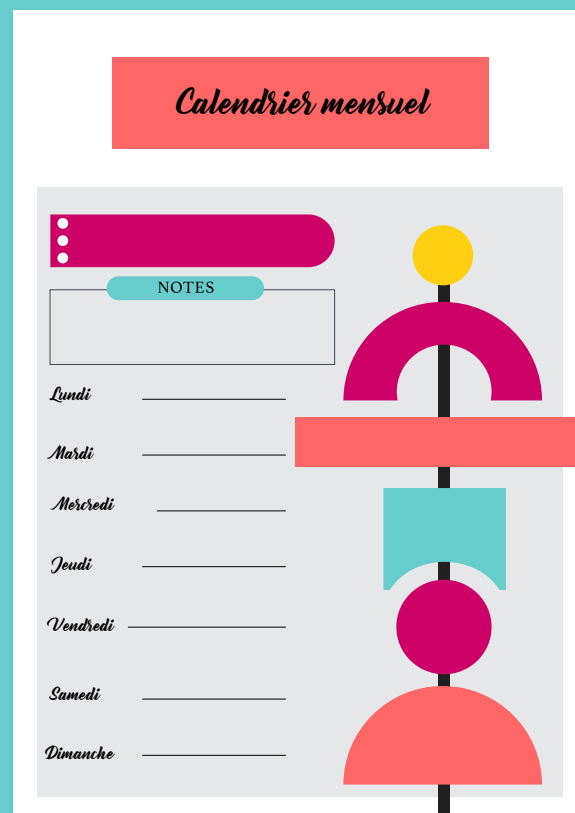 Calendrier mensuel
NOTES
Lundi
Mardi
Mercredi
Jeudi
Vendredi
Samedi
Dimanche